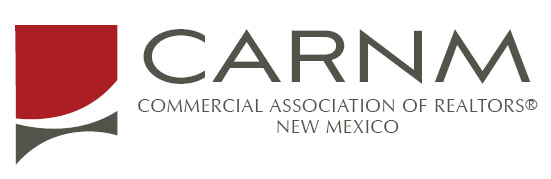 CARNM
COMMERCIAL ASSOCIATION OF REALTORS®
NEW MEXICO